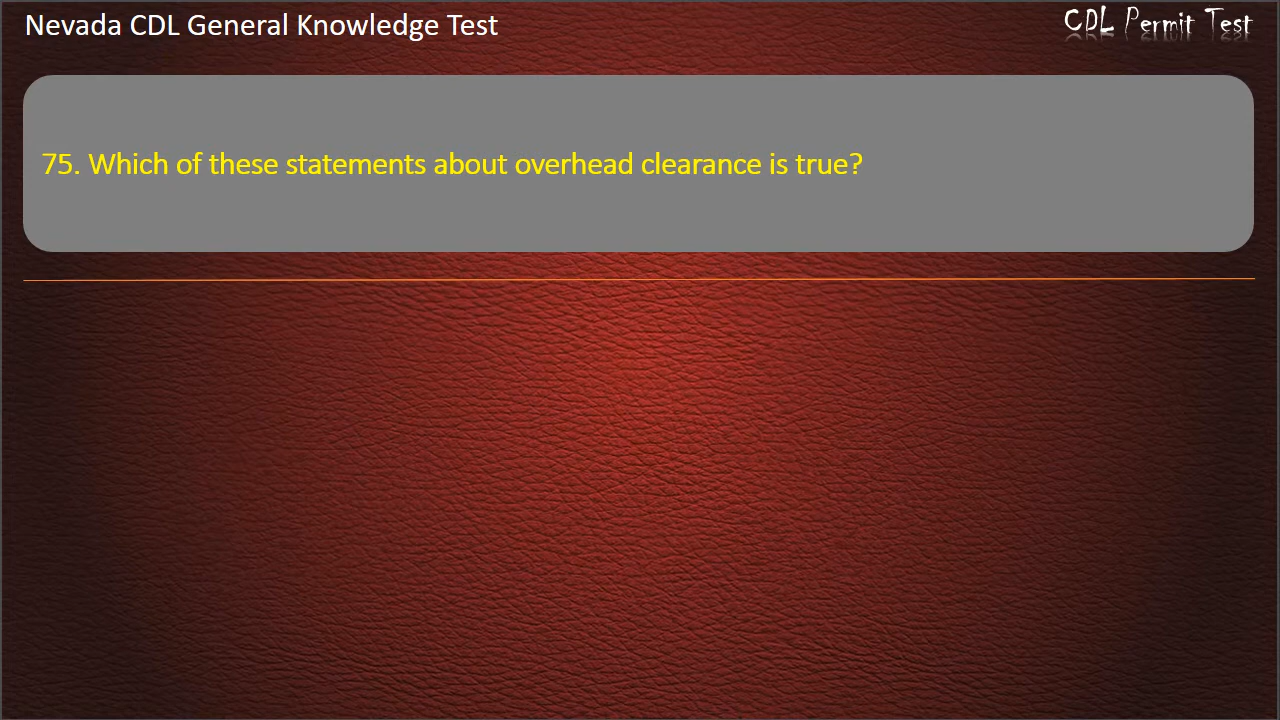 Nevada CDL General Knowledge Test
CDL Permit Test
75. Which of these statements about overhead clearance is true?